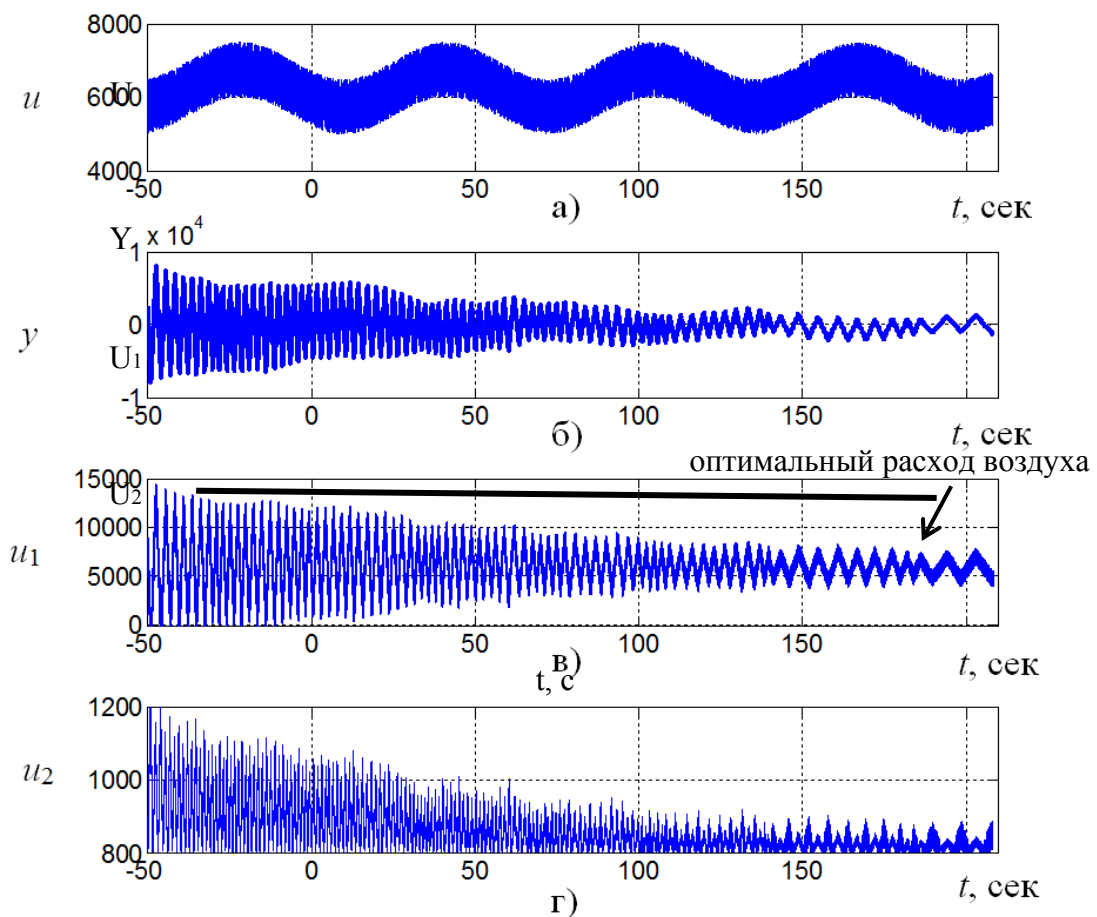 8000
u
U
6000
4000
-50 0 50 100 150
а)
t, сек
Y 1 x 10^4
y
0
U1
-1
-50 0 50 100 150
б)
t, сек
оптимальный расход воздуха
15000
U2
10000
u1
5000
0
-50 0 50 100 150
в)
t, сек
t, с
1200
u2
1000
800
-50 0 50 100 150
г)
t, сек